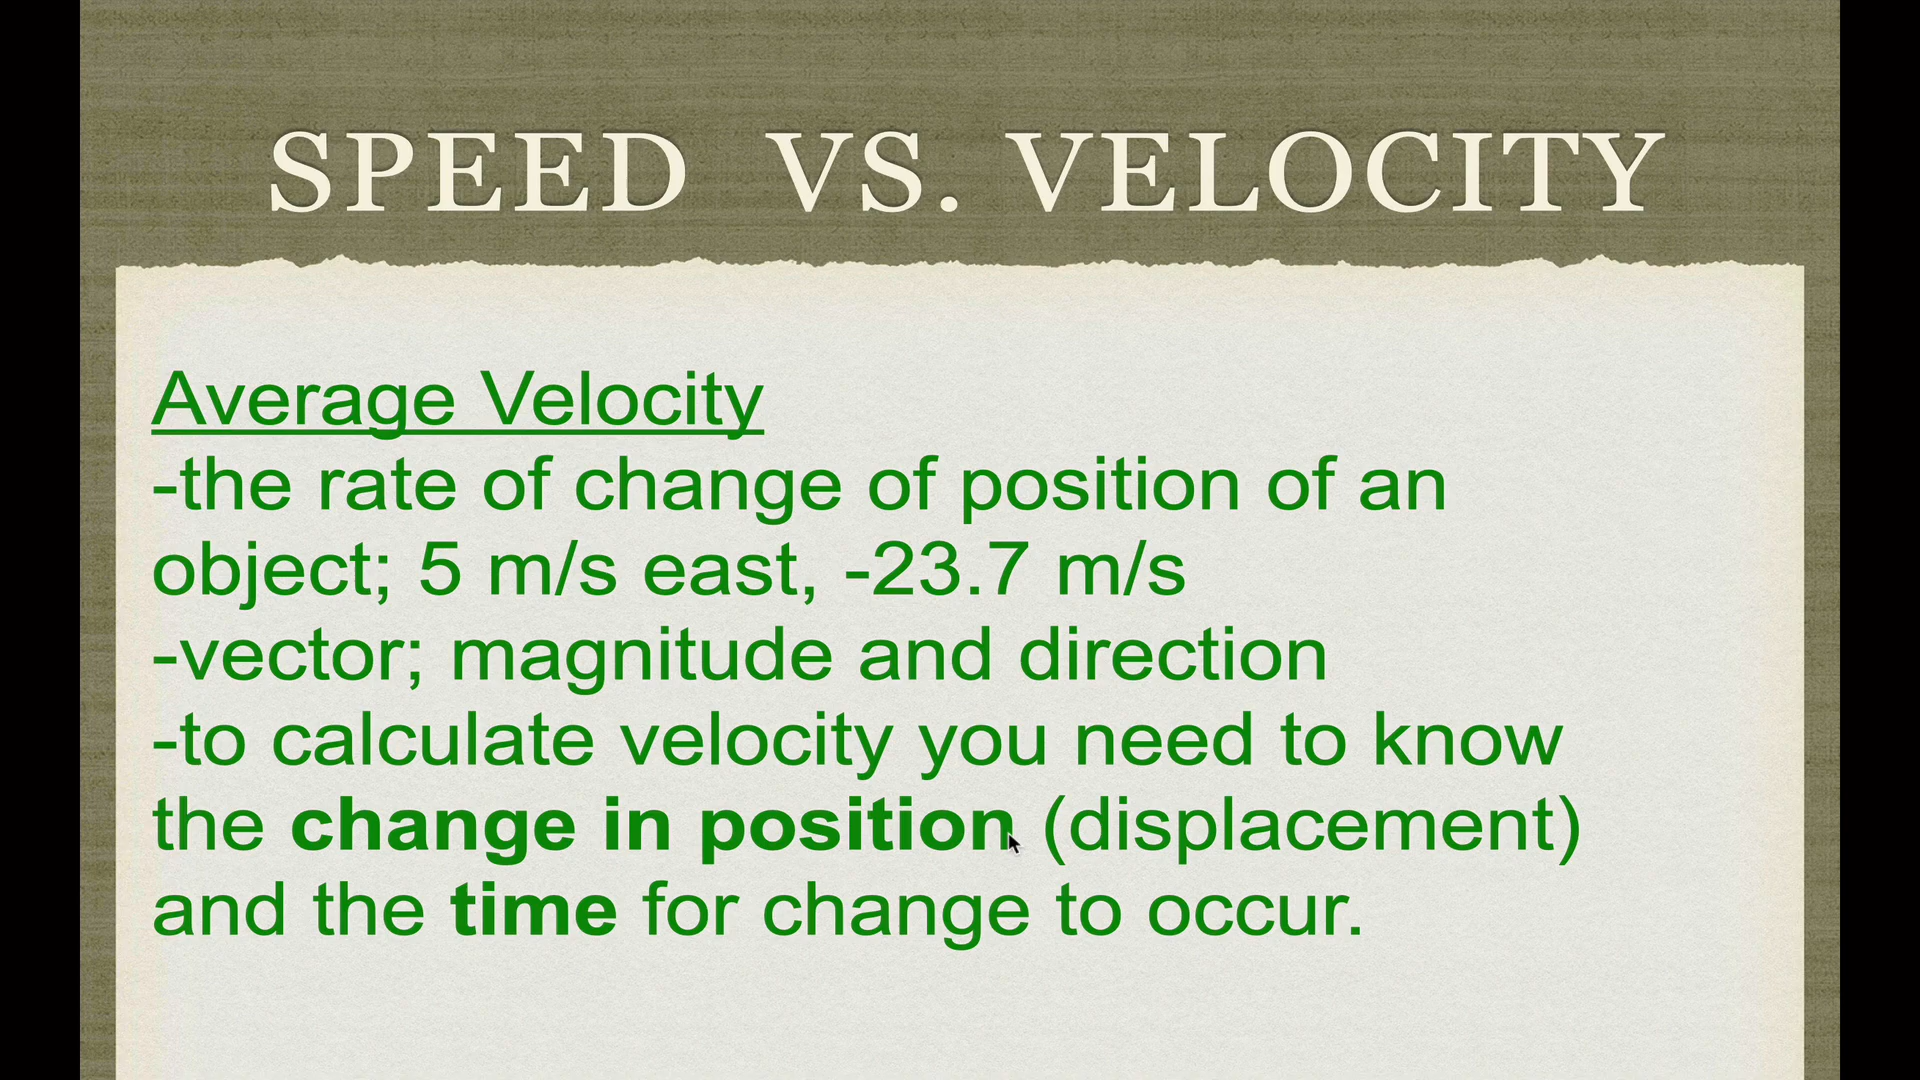 SPEED VS. VELOCITY
Average Velocity
-the rate of change of position of an
object; 5 m/s east, -23.7 m/s
-vector; magnitude and direction
-to calculate velocity you need to know
the change in position (displacement)
and the time for change to occur.